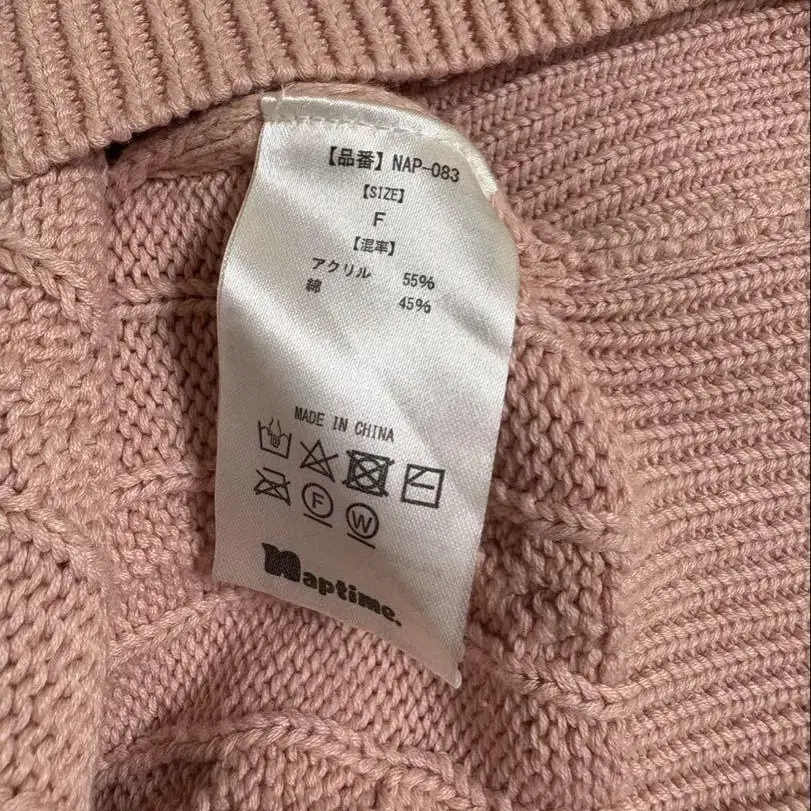 【品番】NAP-083
【SIZE】
F
【混率】
アクリル 55%
綿 45%
MADE IN CHINA
F W
Naptime.